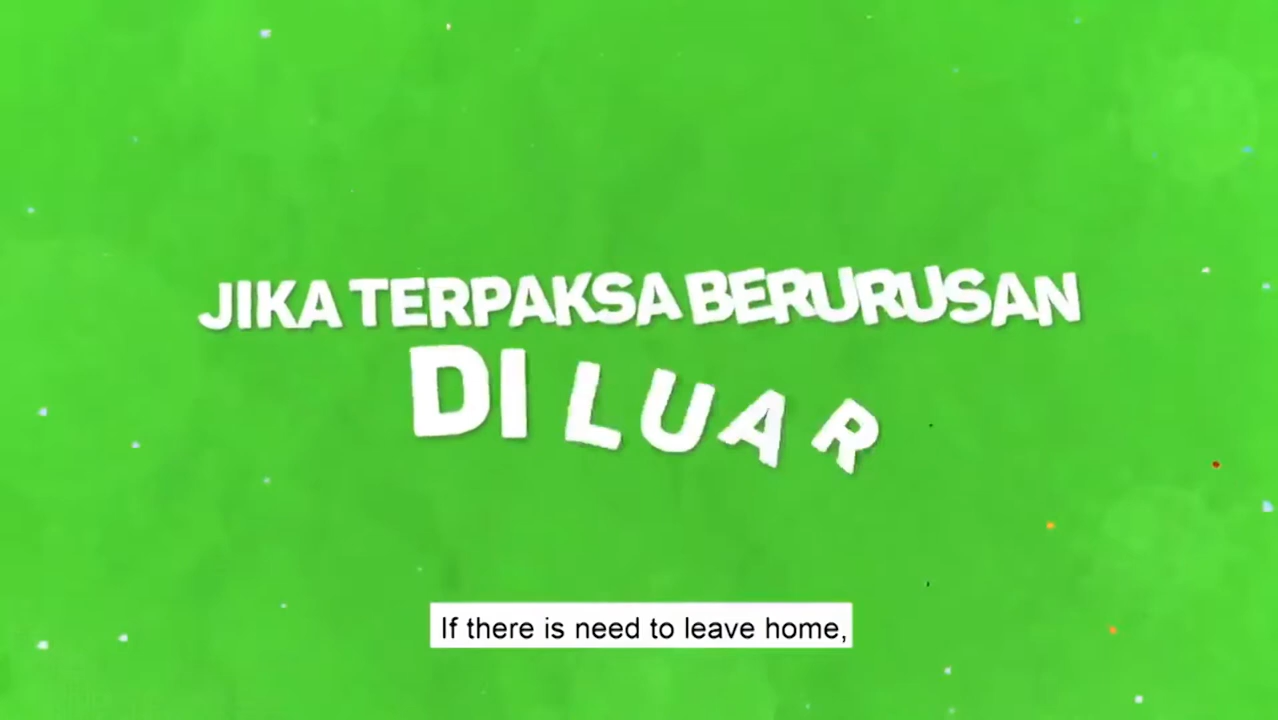 JIKA TERPAKSA BERURUSAN
DI LUAR
If there is need to leave home,